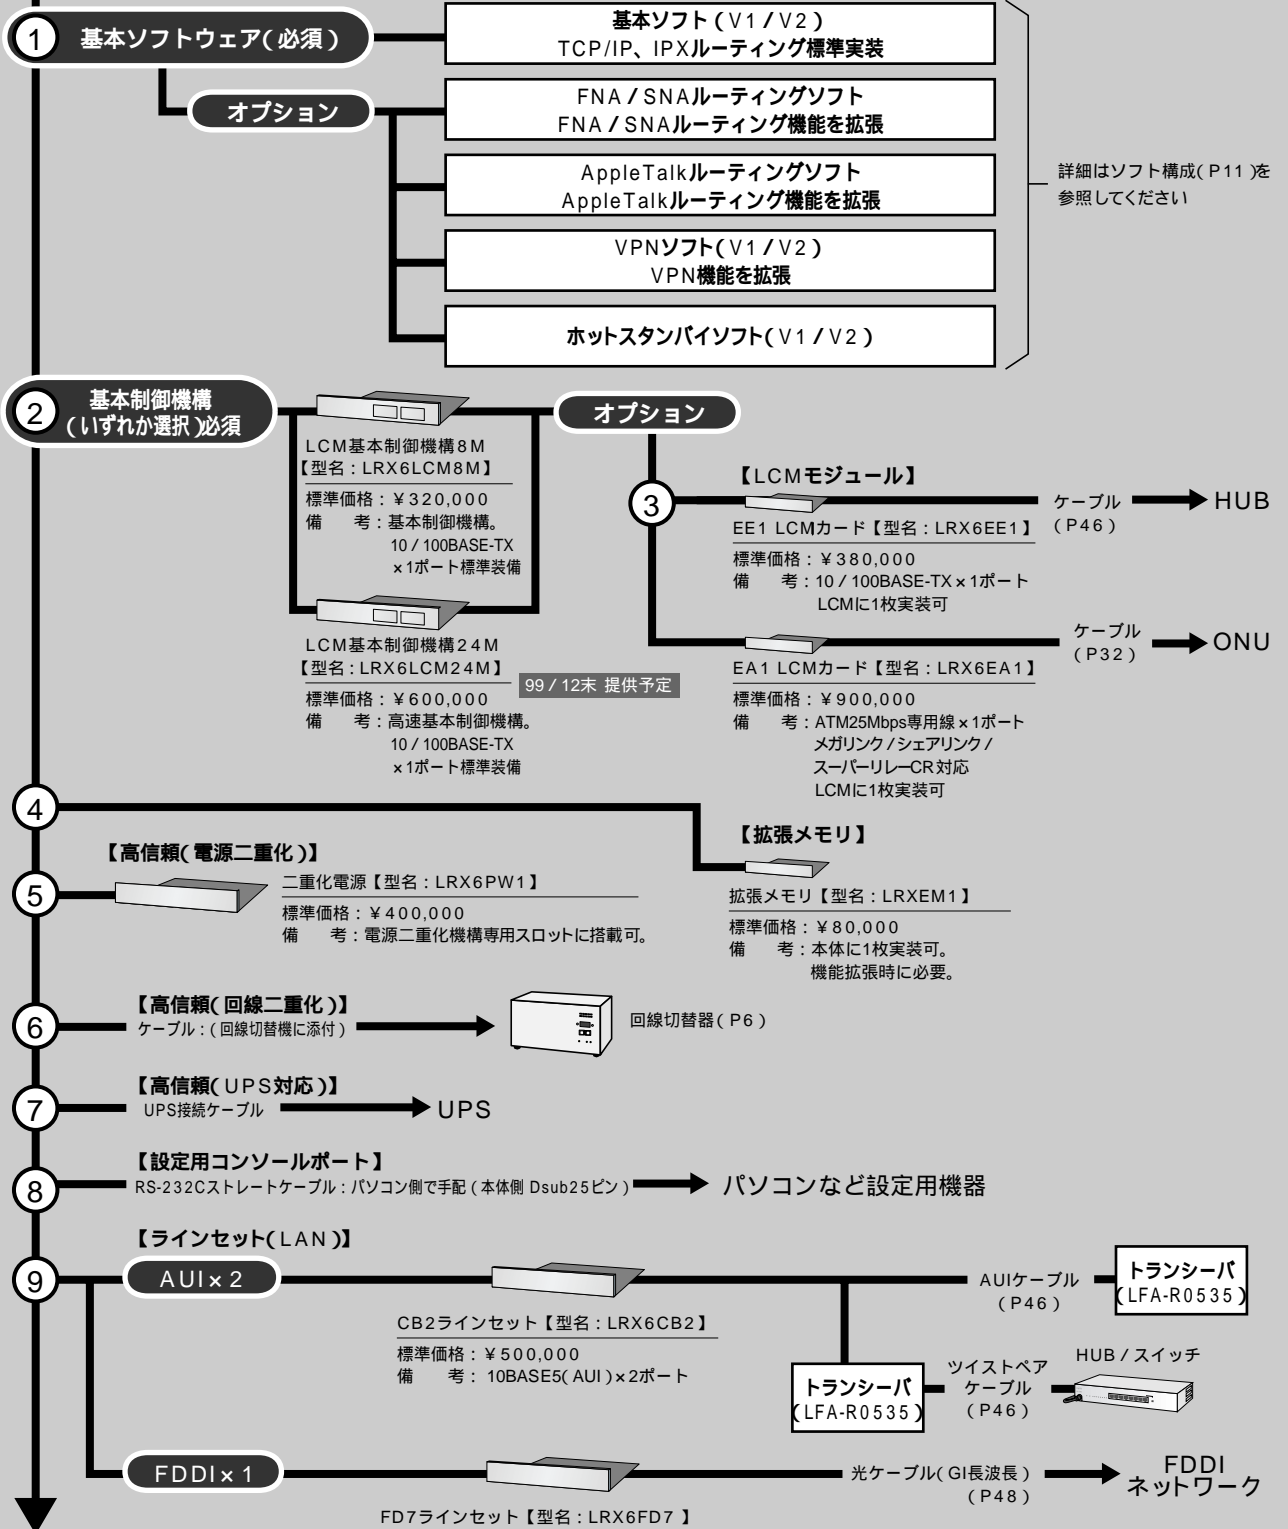 1 基本ソフトウェア(必須)
基本ソフト(V1/V2)
TCP/IP、IPXルーティング標準実装
オプション
FNA/SNAルーティングソフト
FNA/SNAルーティング機能を拡張
AppleTalkルーティングソフト
AppleTalkルーティング機能を拡張
VPNソフト(V1/V2)
VPN機能を拡張
ホットスタンバイソフト(V1/V2)
詳細はソフト構成(P11)を
参照してください
2 基本制御機構
(いずれか選択)必須
LCM基本制御機構8M
【型名:LRX6LCM8M】
標準価格:¥320,000
備 考:基本制御機構。
10/100BASE-TX
×1ポート標準装備
LCM基本制御機構24M
【型名:LRX6LCM24M】
99/12末 提供予定
標準価格:¥600,000
備 考:高速基本制御機構。
10/100BASE-TX
×1ポート標準装備
オプション
3
【LCMモジュール】
EE1 LCMカード【型名:LRX6EE1】
標準価格:¥380,000
備 考:10/100BASE-TX×1ポート
LCMに1枚実装可
ケーブル
(P46)
HUB
EA1 LCMカード【型名:LRX6EA1】
標準価格:¥900,000
備 考:ATM25Mbps専用線×1ポート
メガリンク/シェアリンク/
スーパーリレーCR対応
LCMに1枚実装可
ケーブル
(P32)
ONU
4
【拡張メモリ】
拡張メモリ【型名:LRXEM1】
標準価格:¥80,000
備 考:本体に1枚実装可。
機能拡張時に必要。
【高信頼(電源二重化)】
5
二重化電源【型名:LRX6PW1】
標準価格:¥400,000
備 考:電源二重化機構専用スロットに搭載可。
【高信頼(回線二重化)】
6
ケーブル:(回線切替機に添付)
回線切替器(P6)
【高信頼(UPS対応)】
7
UPS接続ケーブル
UPS
【設定用コンソールポート】
8
RS-232Cストレートケーブル:パソコン側で手配(本体側 Dsub25ピン)
パソコンなど設定用機器
【ラインセット(LAN)】
9
AUI×2
CB2ラインセット【型名:LRX6CB2】
標準価格:¥500,000
備 考:10BASE5(AUI)×2ポート
AUIケーブル
(P46)
トランシーバ
(LFA-R0535)
トランシーバ
(LFA-R0535)
ツイストペア
ケーブル
(P46)
HUB/スイッチ
FDDI×1
FD7ラインセット【型名:LRX6FD7 】
光ケーブル(GI長波長)
(P48)
FDDI
ネットワーク